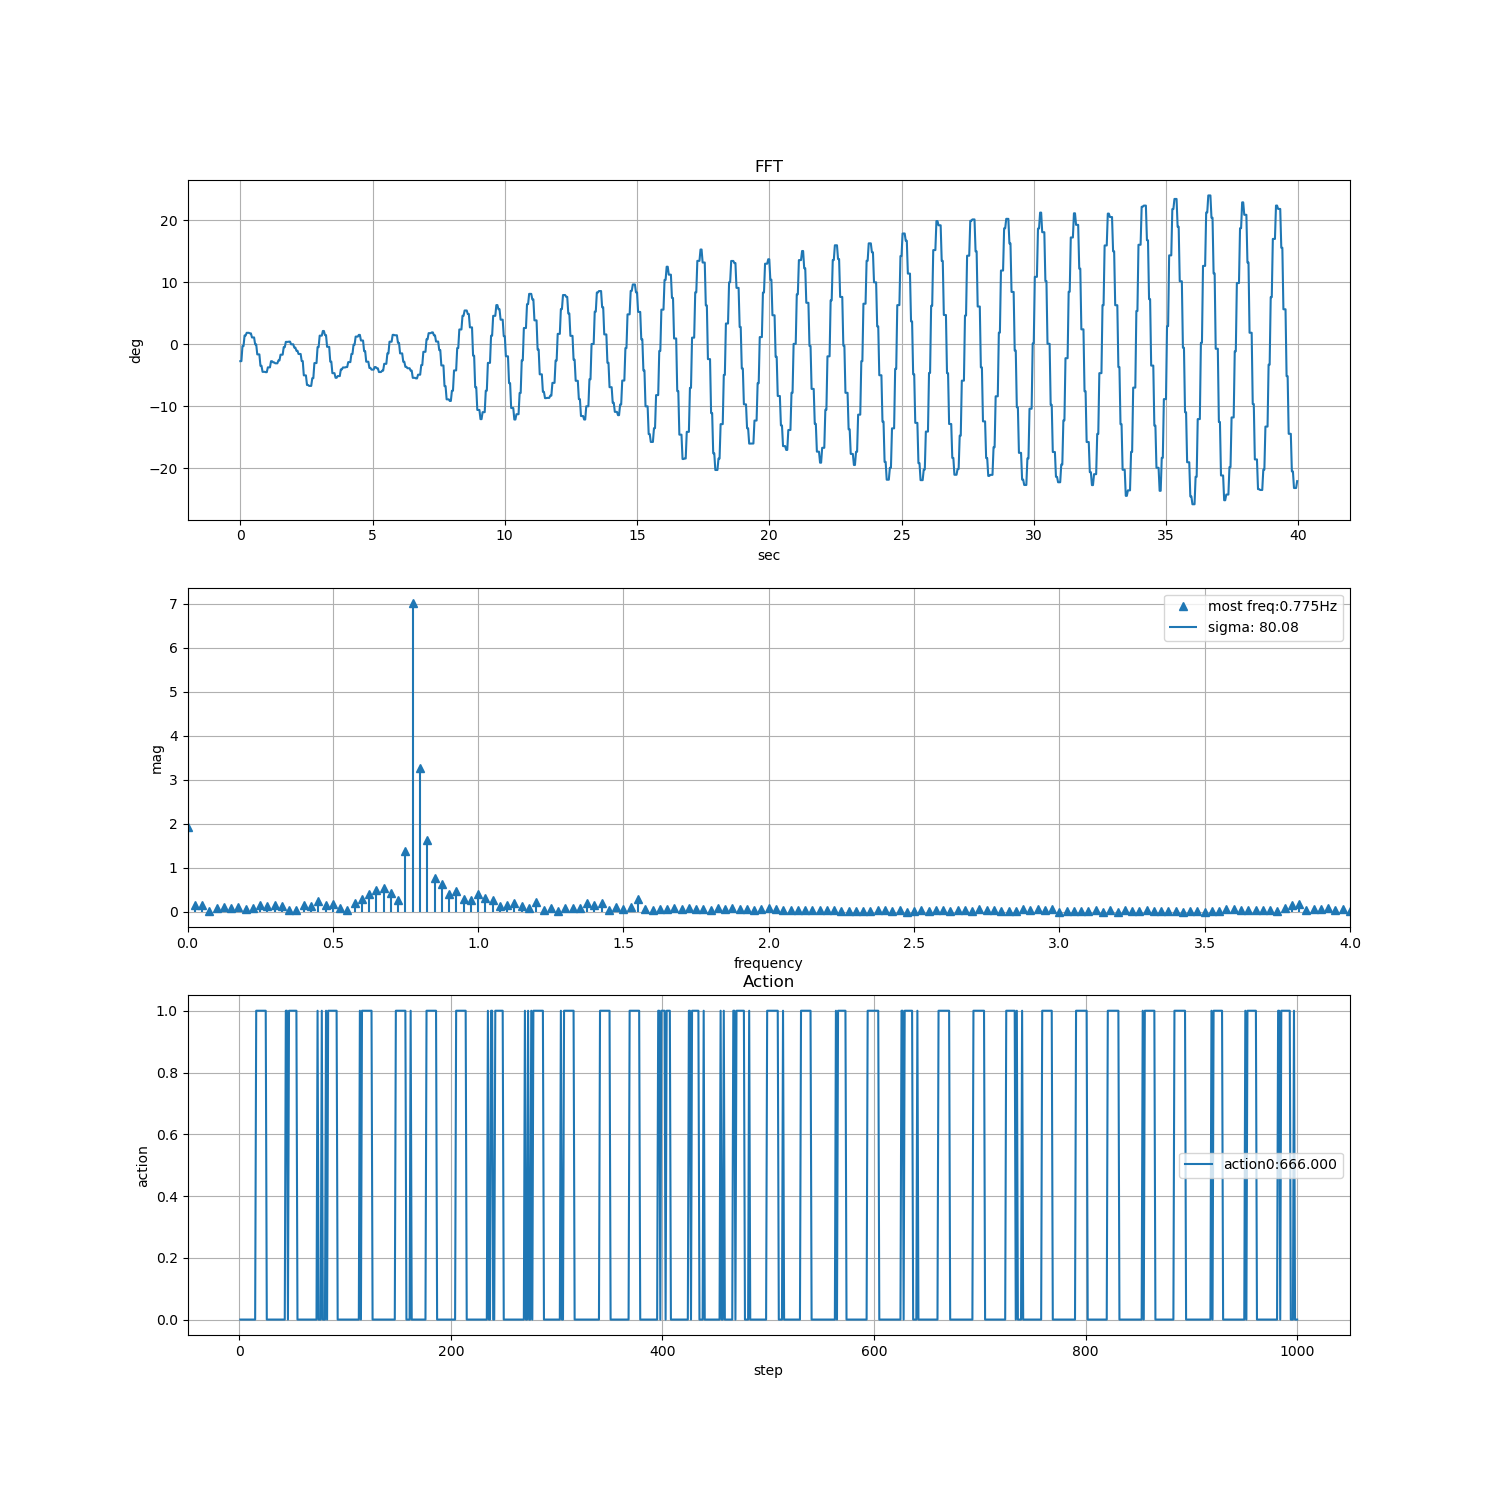 FFT
20
10
0
−10
−20
deg
0 5 10 15 20 25 30 35 40
sec
most freq:0.775Hz
sigma: 80.08
7
6
5
4
3
2
1
0
mag
0.0 0.5 1.0 1.5 2.0 2.5 3.0 3.5 4.0
frequency
Action
1.0
0.8
0.6
0.4
0.2
0.0
action
action0:666.000
0 200 400 600 800 1000
step